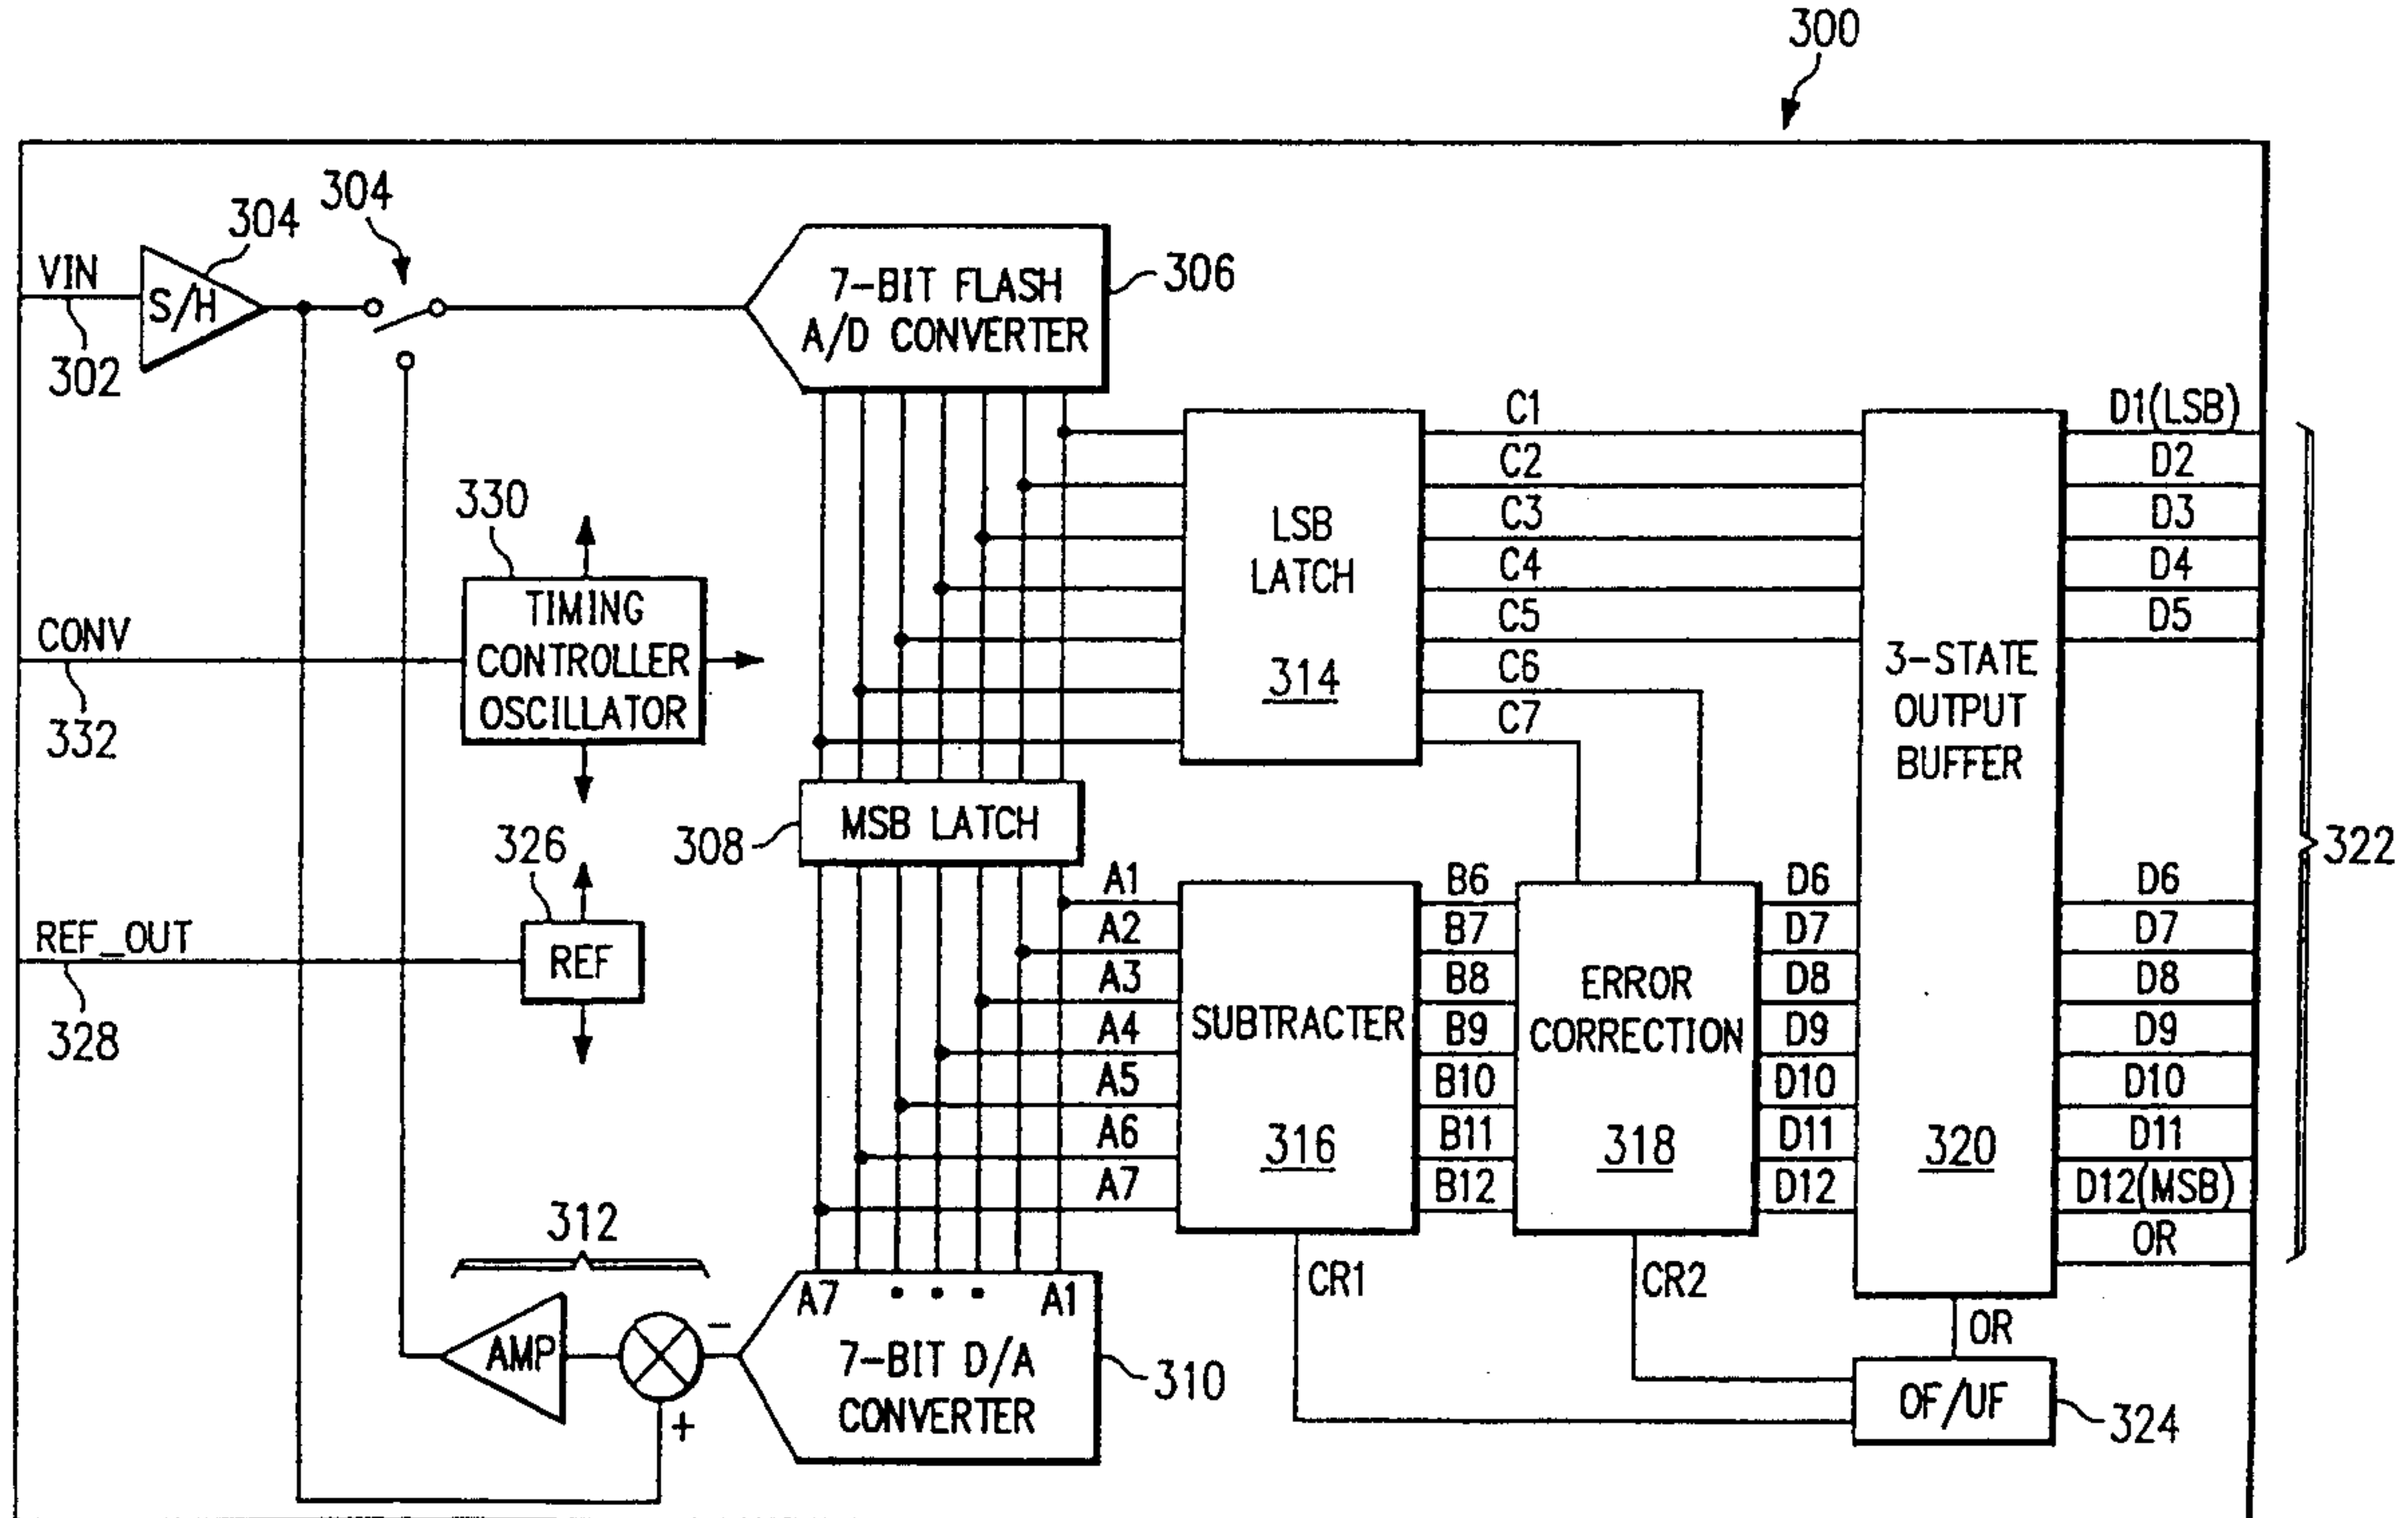 300
304
304
VIN
S/H
302
7-BIT FLASH
A/D CONVERTER
306
330
CONV
332
TIMING
CONTROLLER
OSCILLATOR
LSB
LATCH
314
C1
C2
C3
C4
C5
C6
C7
3-STATE
OUTPUT
BUFFER
320
D1(LSB)
D2
D3
D4
D5
D6
D7
D8
D9
D10
D11
D12(MSB)
OR
322
308
MSB LATCH
326
REF_OUT
328
REF
A1
A2
A3
A4
A5
A6
A7
SUBTRACTER
316
B6
B7
B8
B9
B10
B11
B12
ERROR
CORRECTION
318
D6
D7
D8
D9
D10
D11
D12
312
AMP
-
+
A7 • • • A1
7-BIT D/A
CONVERTER
310
CR1
CR2
OR
OF/UF
324